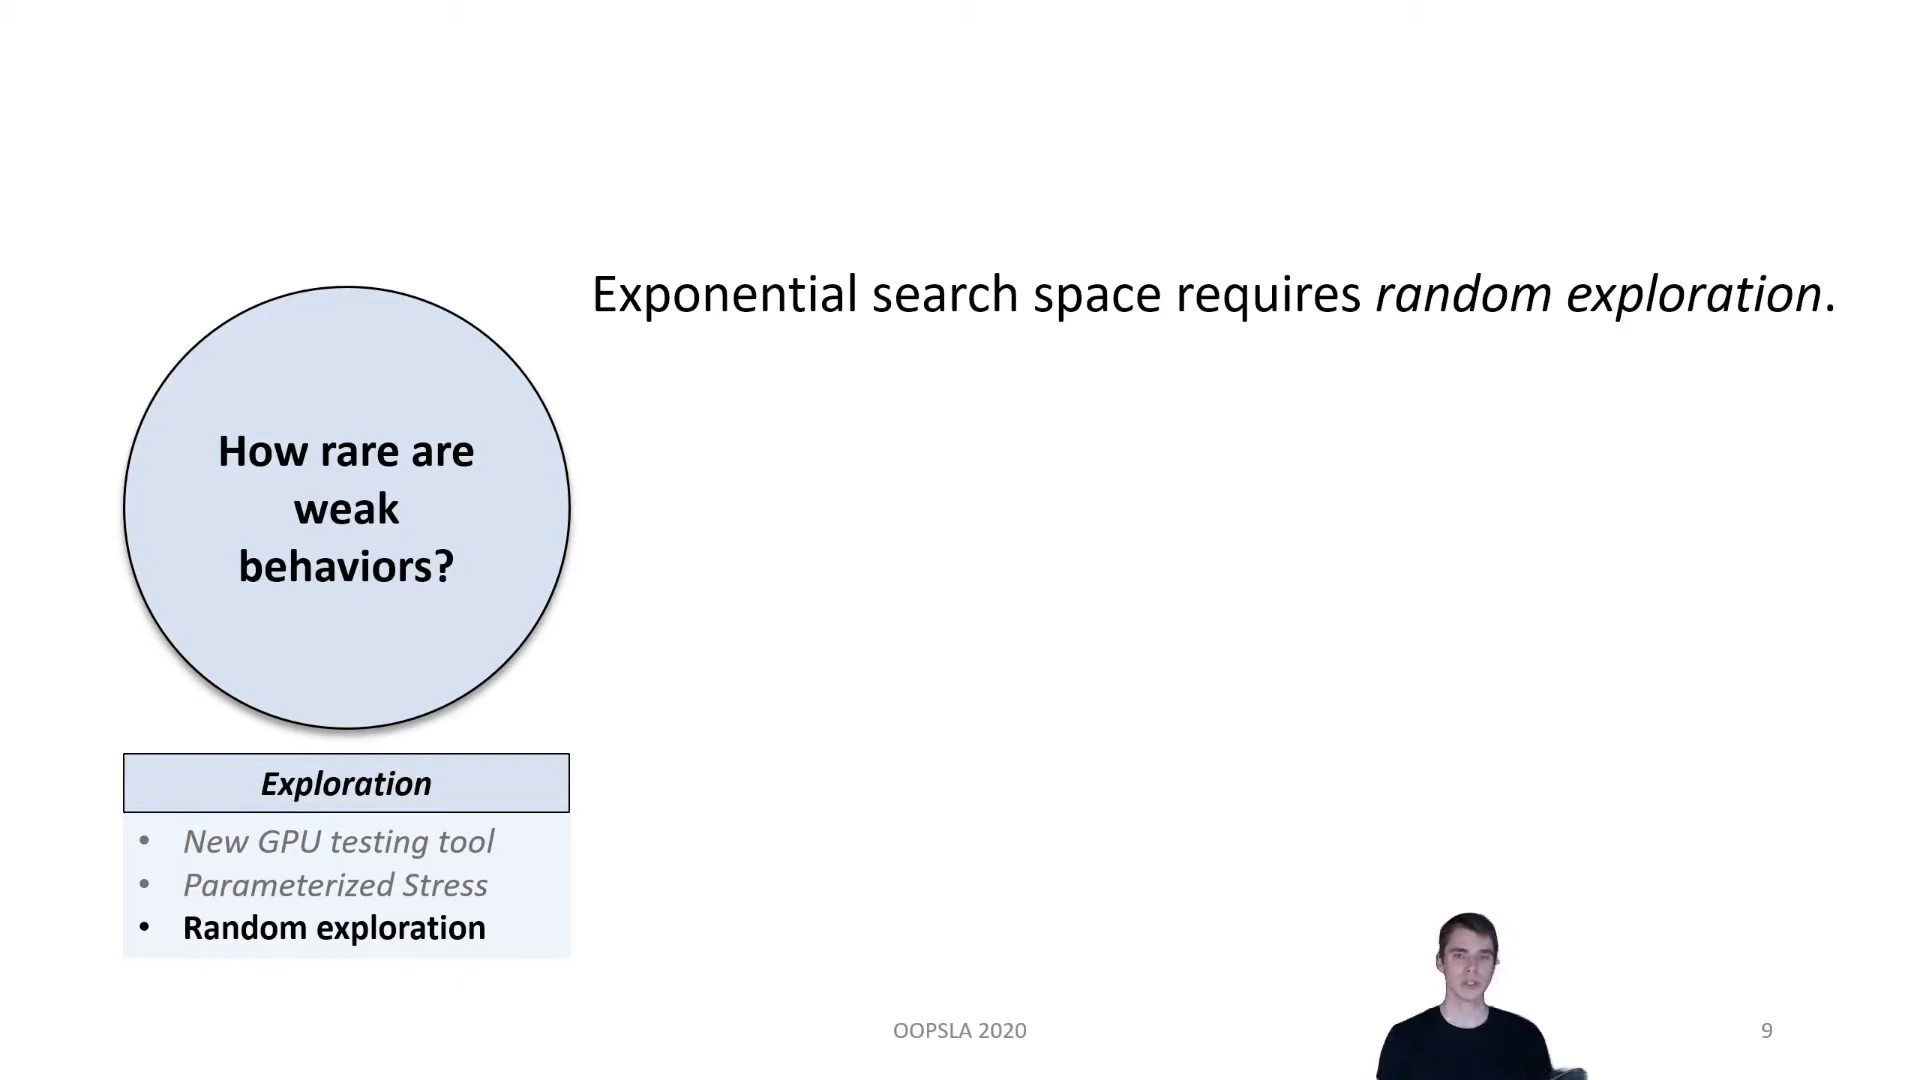 Exponential search space requires random exploration.
How rare are
weak
behaviors?
Exploration
• New GPU testing tool
• Parameterized Stress
• Random exploration
OOPSLA 2020
9